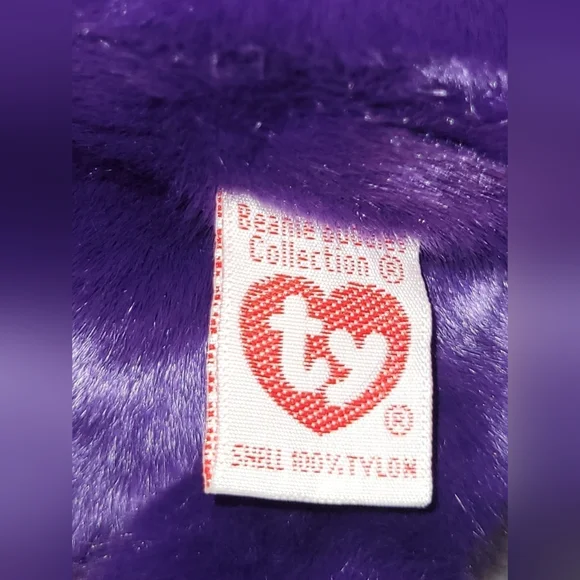 Beanie Buddies
Collection ®
ty
®
SHELL 100% TYLON